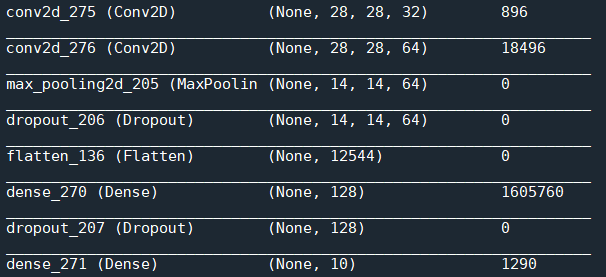 conv2d_275 (Conv2D) (None, 28, 28, 32) 896
conv2d_276 (Conv2D) (None, 28, 28, 64) 18496
max_pooling2d_205 (MaxPoolin (None, 14, 14, 64) 0
dropout_206 (Dropout) (None, 14, 14, 64) 0
flatten_136 (Flatten) (None, 12544) 0
dense_270 (Dense) (None, 128) 1605760
dropout_207 (Dropout) (None, 128) 0
dense_271 (Dense) (None, 10) 1290